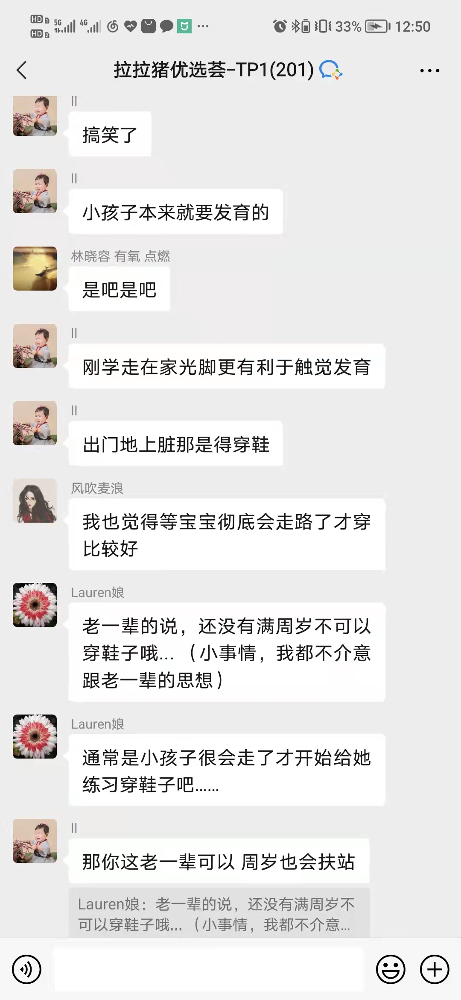 HD 1 5G 4G 33% 12:50
HD 2
拉拉猪优选荟-TP1(201)
||
搞笑了
||
小孩子本来就要发育的
林晓容 有氧 点燃
是吧是吧
||
刚学走在家光脚更有利于触觉发育
||
出门地上脏那是得穿鞋
风吹麦浪
我也觉得等宝宝彻底会走路了才穿
比较好
Lauren娘
老一辈的说，还没有满周岁不可以
穿鞋子哦...（小事情，我都不介意
跟老一辈的思想）
Lauren娘
通常是小孩子很会走了才开始给她
练习穿鞋子吧......
||
那你这老一辈可以 周岁也会扶站
Lauren娘：老一辈的说，还没有满周岁不
可以穿鞋子哦...（小事情，我都不介意...